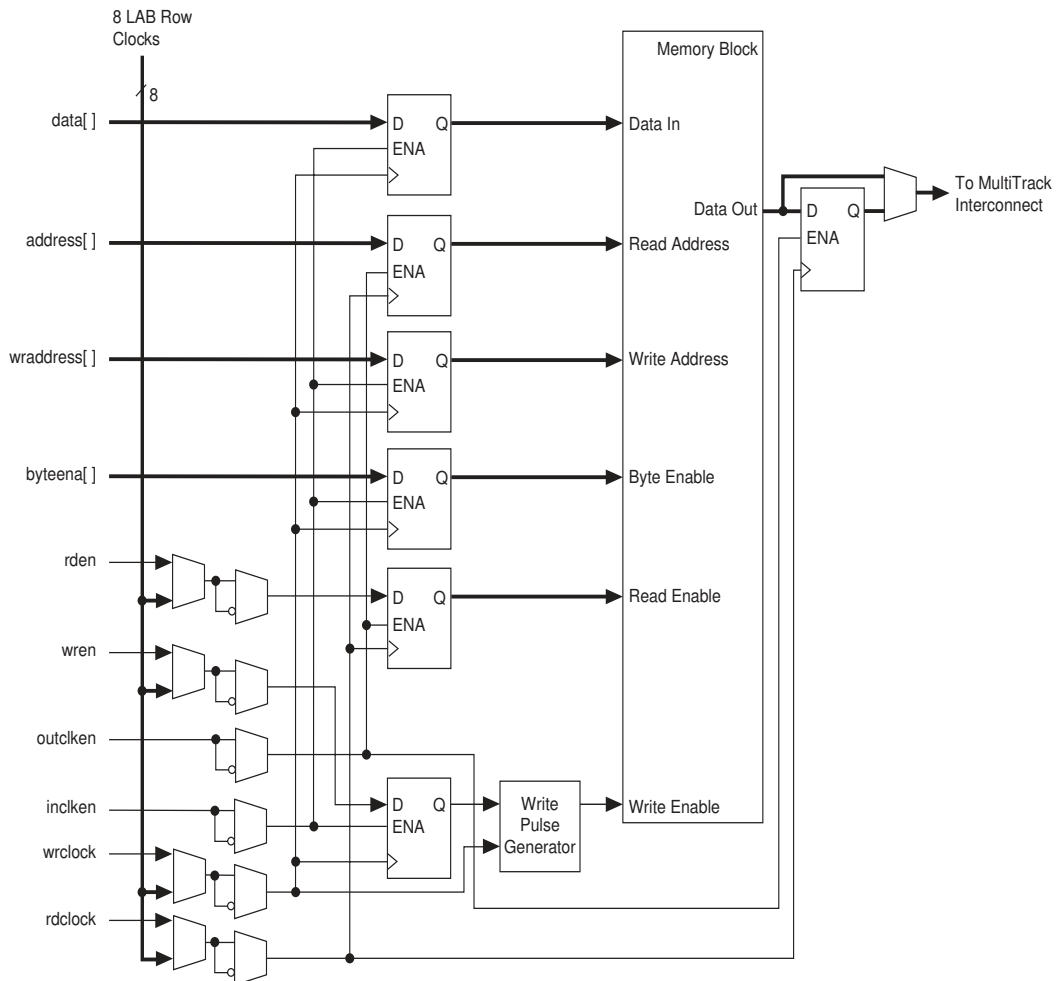 8 LAB Row
Clocks
8
Memory Block
data[ ]
D Q
ENA
Data In
To MultiTrack
Interconnect
Data Out
D Q
ENA
address[ ]
D Q
ENA
Read Address
wraddress[ ]
D Q
ENA
Write Address
byteena[ ]
D Q
ENA
Byte Enable
rden
D Q
ENA
Read Enable
wren
outclken
inclken
D Q
ENA
Write
Pulse
Generator
Write Enable
wrclock
rdclock